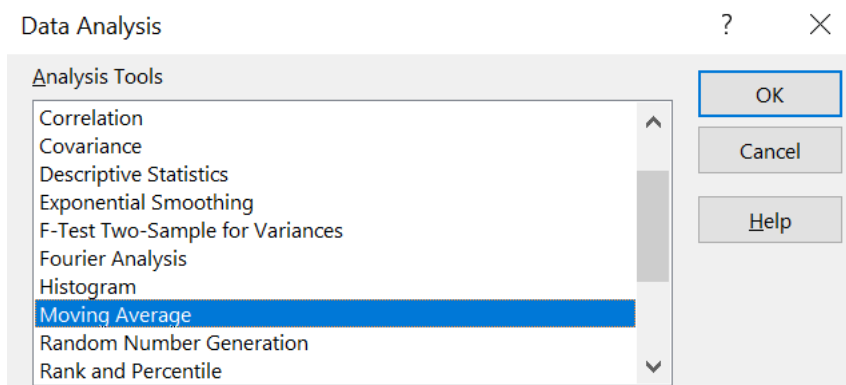 Data Analysis
?
Analysis Tools
OK
Correlation
Covariance
Cancel
Descriptive Statistics
Exponential Smoothing
Help
F-Test Two-Sample for Variances
Fourier Analysis
Histogram
Moving Average
Random Number Generation
Rank and Percentile